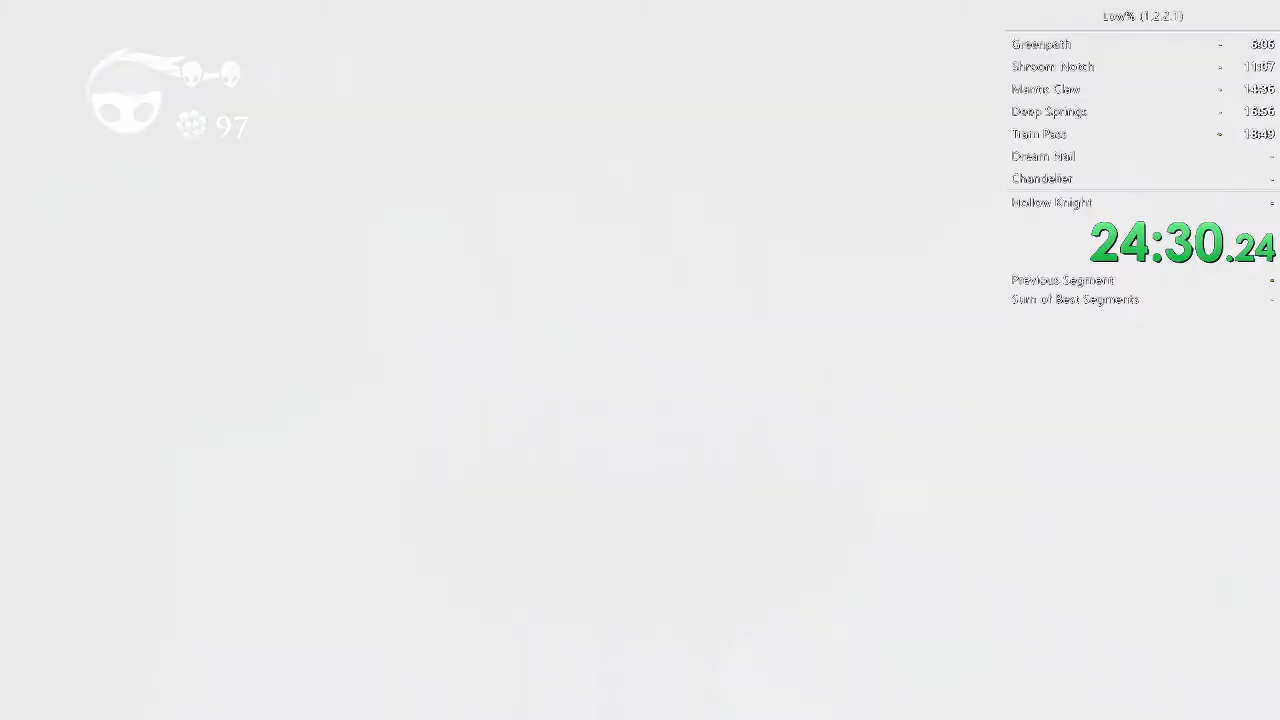 Low% (1.2.2.1)
Greenpath - 6:06
Shroom Notch - 11:07
Mantis Claw - 14:36
Deep Springs - 16:56
Tram Pass - 18:49
Dream Nail -
Chandelier -
Hollow Knight -
24:30.24
Previous Segment -
Sum of Best Segments -
97